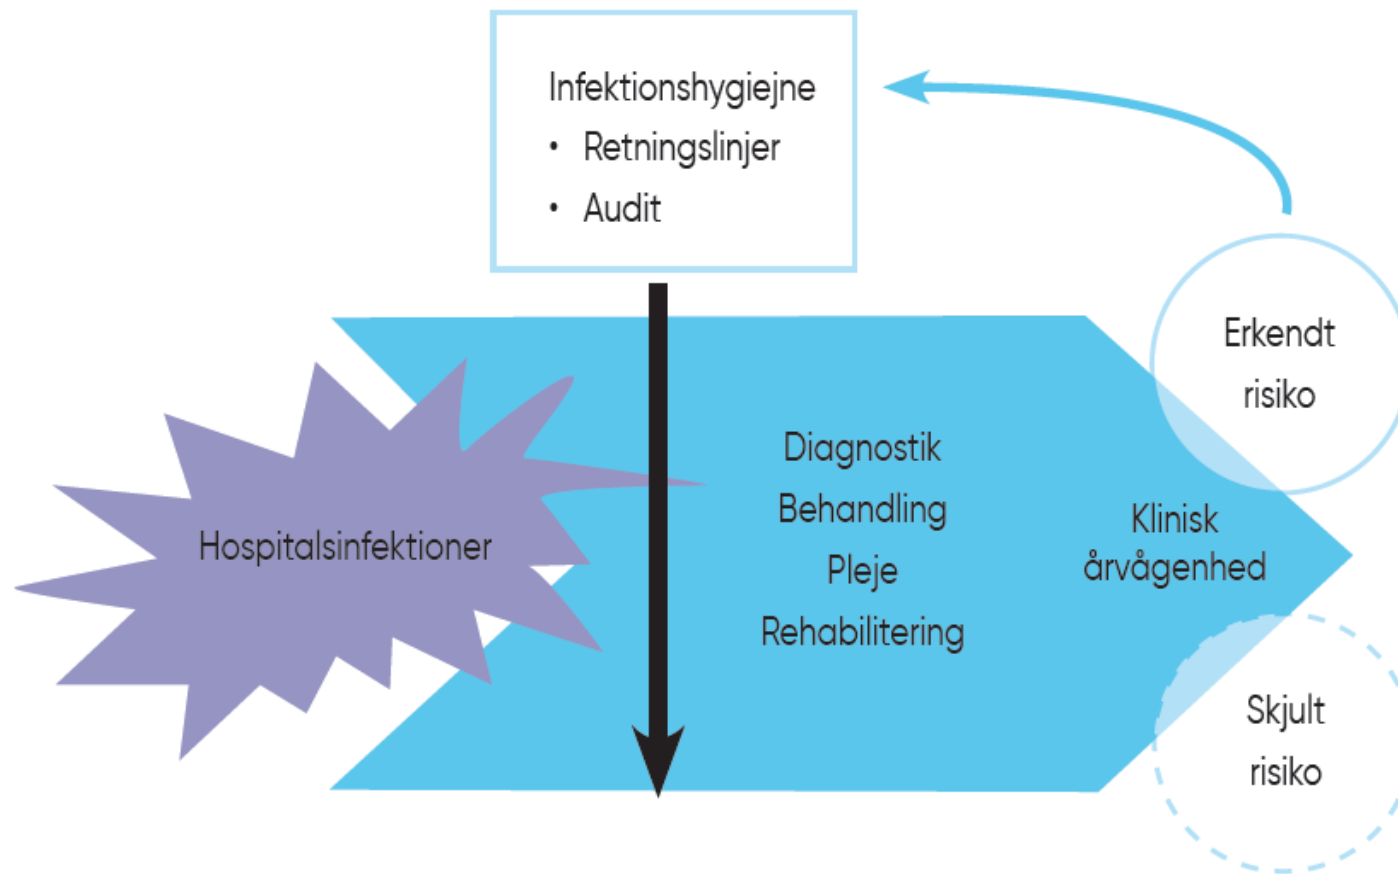 Infektionshygiejne
• Retningslinjer
• Audit
Erkendt
risiko
Hospitalsinfektioner
Diagnostik
Behandling
Pleje
Rehabilitering
Klinisk
årvågenhed
Skjult
risiko